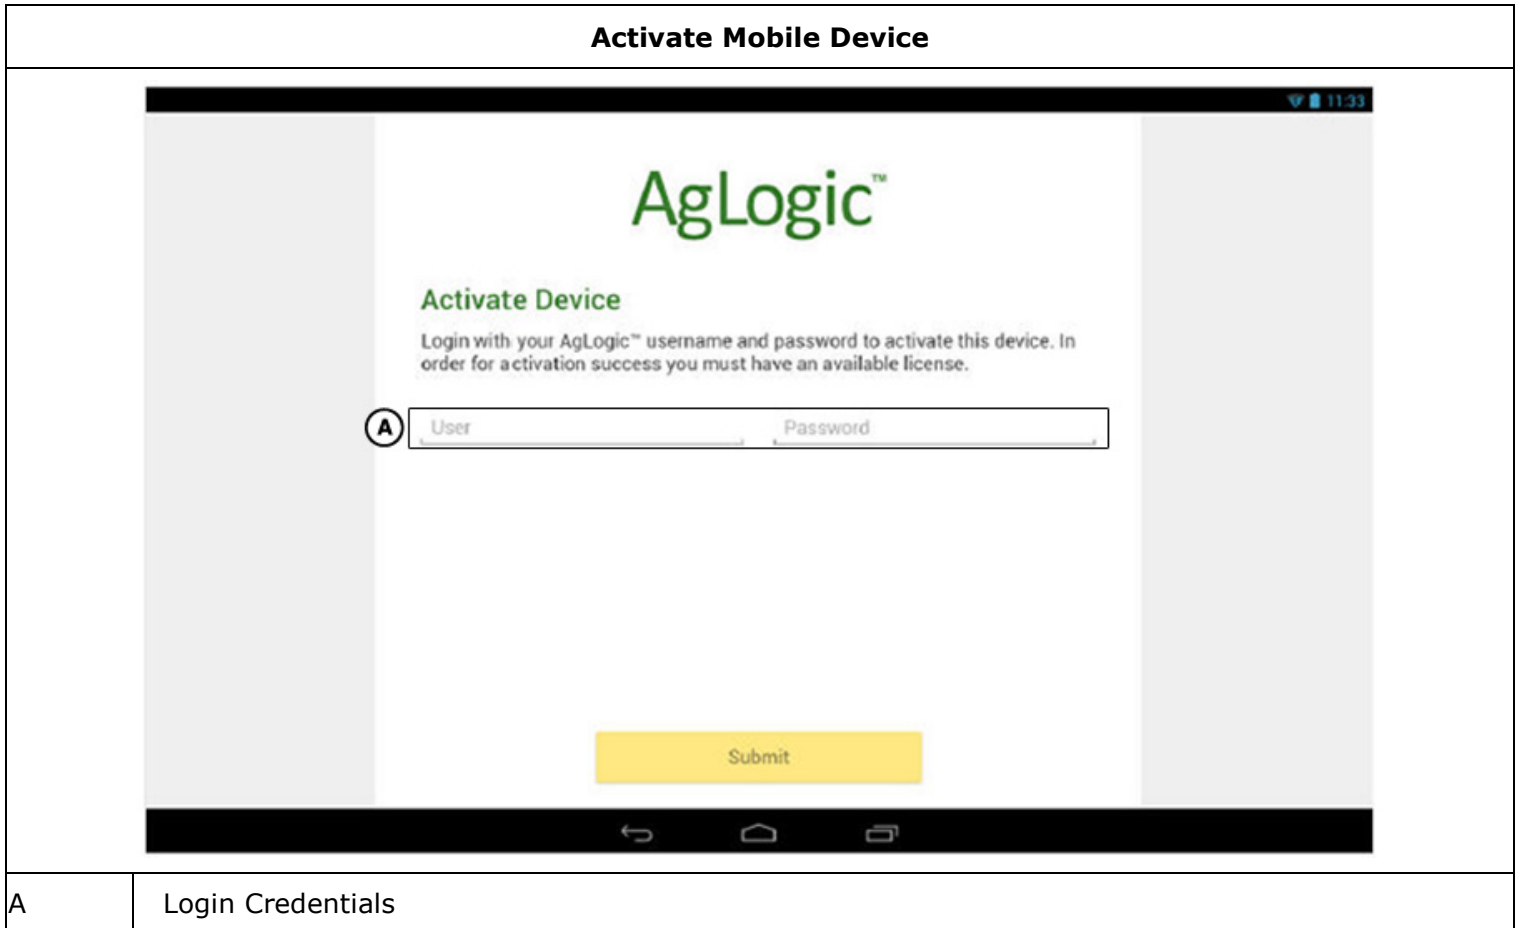 Activate Mobile Device
11:33
AgLogic™
Activate Device
Login with your AgLogic™ username and password to activate this device. In
order for activation success you must have an available license.
A User Password
Submit
A Login Credentials